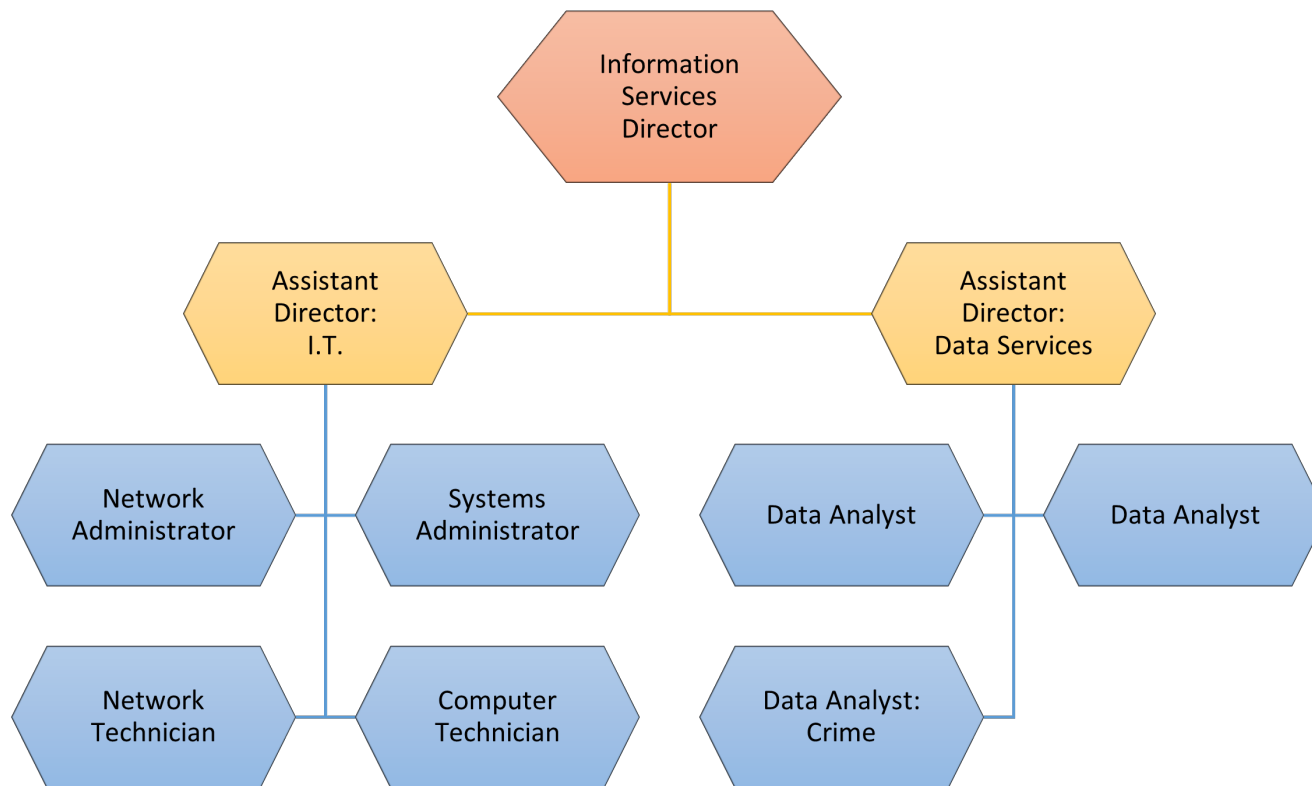 Information
Services
Director
Assistant
Director:
I.T.
Assistant
Director:
Data Services
Network
Administrator
Systems
Administrator
Data Analyst
Data Analyst
Network
Technician
Computer
Technician
Data Analyst:
Crime